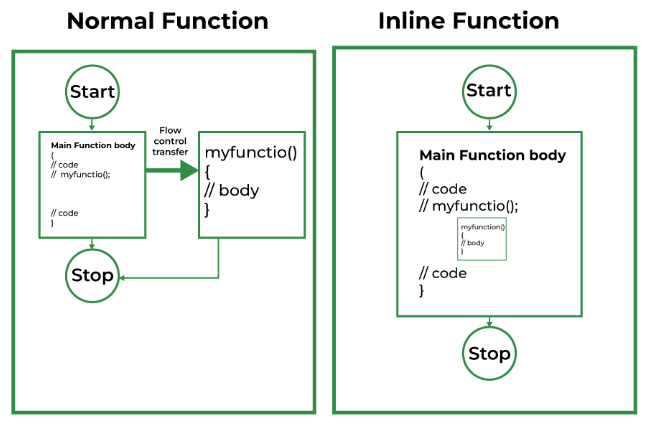 Normal Function
Start
Main Function body
(
// code
// myfunctio();
// code
}
Flow
control
transfer
myfunctio()
{
// body
}
Stop
Inline Function
Start
Main Function body
(
// code
// myfunctio();
myfunction()
{
// body
}
// code
}
Stop